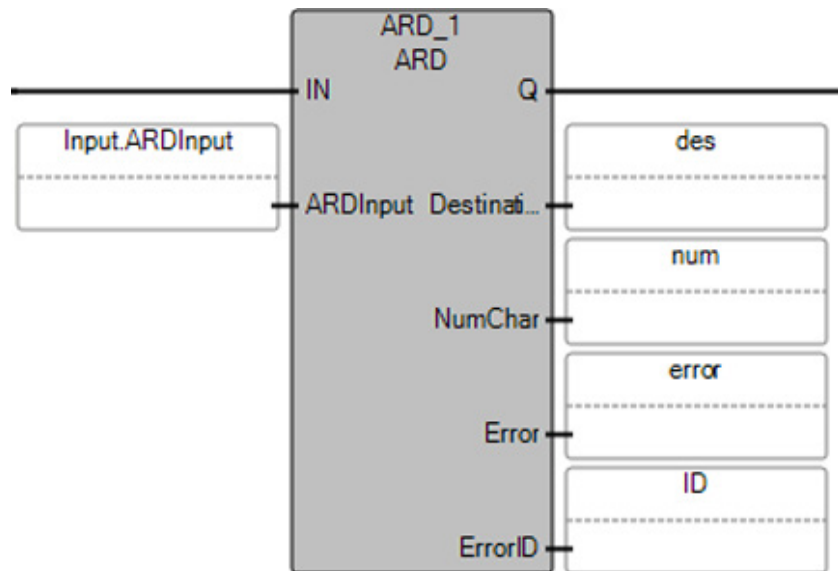 ARD_1
ARD
IN Q
Input.ARDInput
des
ARDInput Destinati...
num
NumChar
error
Error
ID
ErrorID